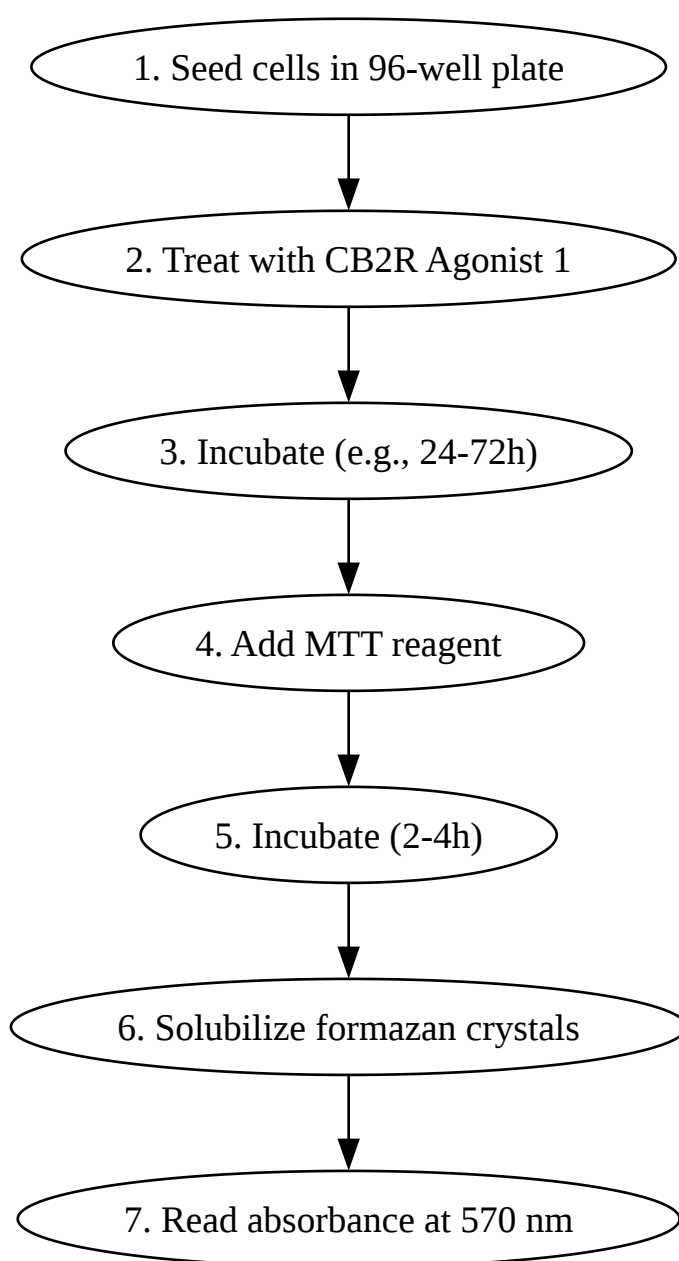 1. Seed cells in 96-well plate
2. Treat with CB2R Agonist 1
3. Incubate (e.g., 24-72h)
4. Add MTT reagent
5. Incubate (2-4h)
6. Solubilize formazan crystals
7. Read absorbance at 570 nm